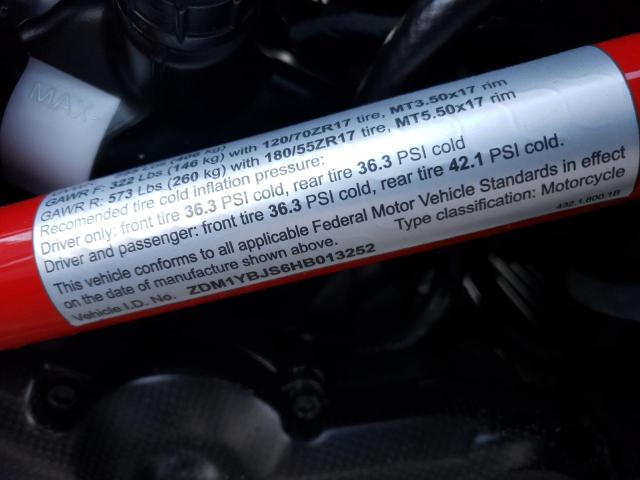 MAX
GAWR F: 322 Lbs (146 kg) with 120/70ZR17 tire, MT3.50x17 rim
GAWR R: 573 Lbs (260 kg) with 180/55ZR17 tire, MT5.50x17 rim
Recomended tire cold inflation pressure:
Driver only: front tire 36.3 PSI cold, rear tire 36.3 PSI cold
Driver and passenger: front tire 36.3 PSI cold, rear tire 42.1 PSI cold.
This vehicle conforms to all applicable Federal Motor Vehicle Standards in effect
on the date of manufacture shown above. Type classification: Motorcycle
Vehicle I.D. No. ZDM1YBJS6HB013252 432.1.800.1B